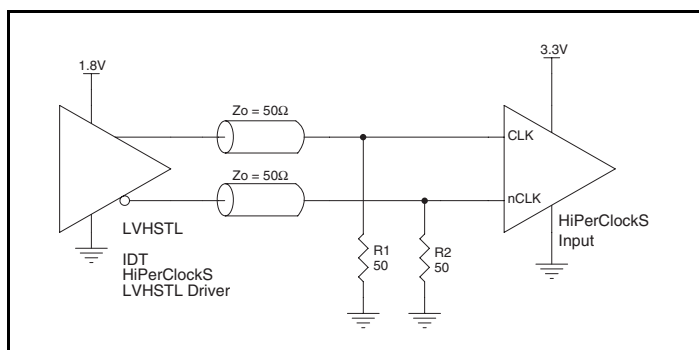 1.8V
3.3V
Zo = 50Ω
CLK
Zo = 50Ω
nCLK
LVHSTL
IDT
HiPerClockS
LVHSTL Driver
R1
50
R2
50
HiPerClockS
Input